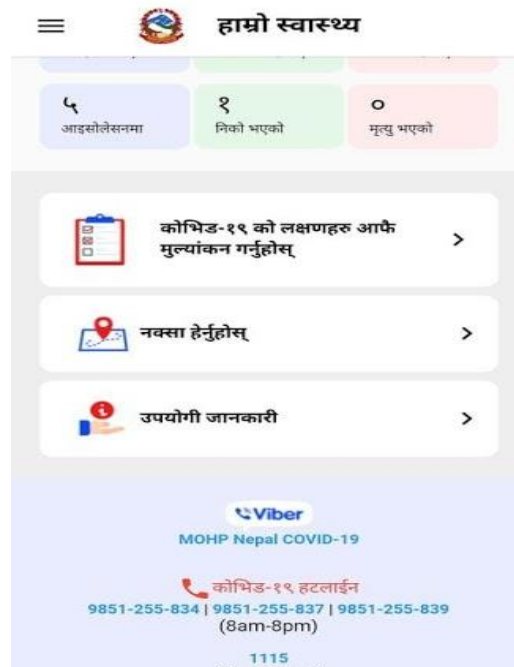 हाम्रो स्वास्थ्य
५ १ ०
आइसोलेसनमा निको भएको मृत्यु भएको
कोभिड-१९ को लक्षणहरु आफै
मुल्यांकन गर्नुहोस्
नक्सा हेर्नुहोस्
उपयोगी जानकारी
Viber
MOHP Nepal COVID-19
कोभिड-१९ हटलाईन
9851-255-834 | 9851-255-837 | 9851-255-839
(8am-8pm)
1115